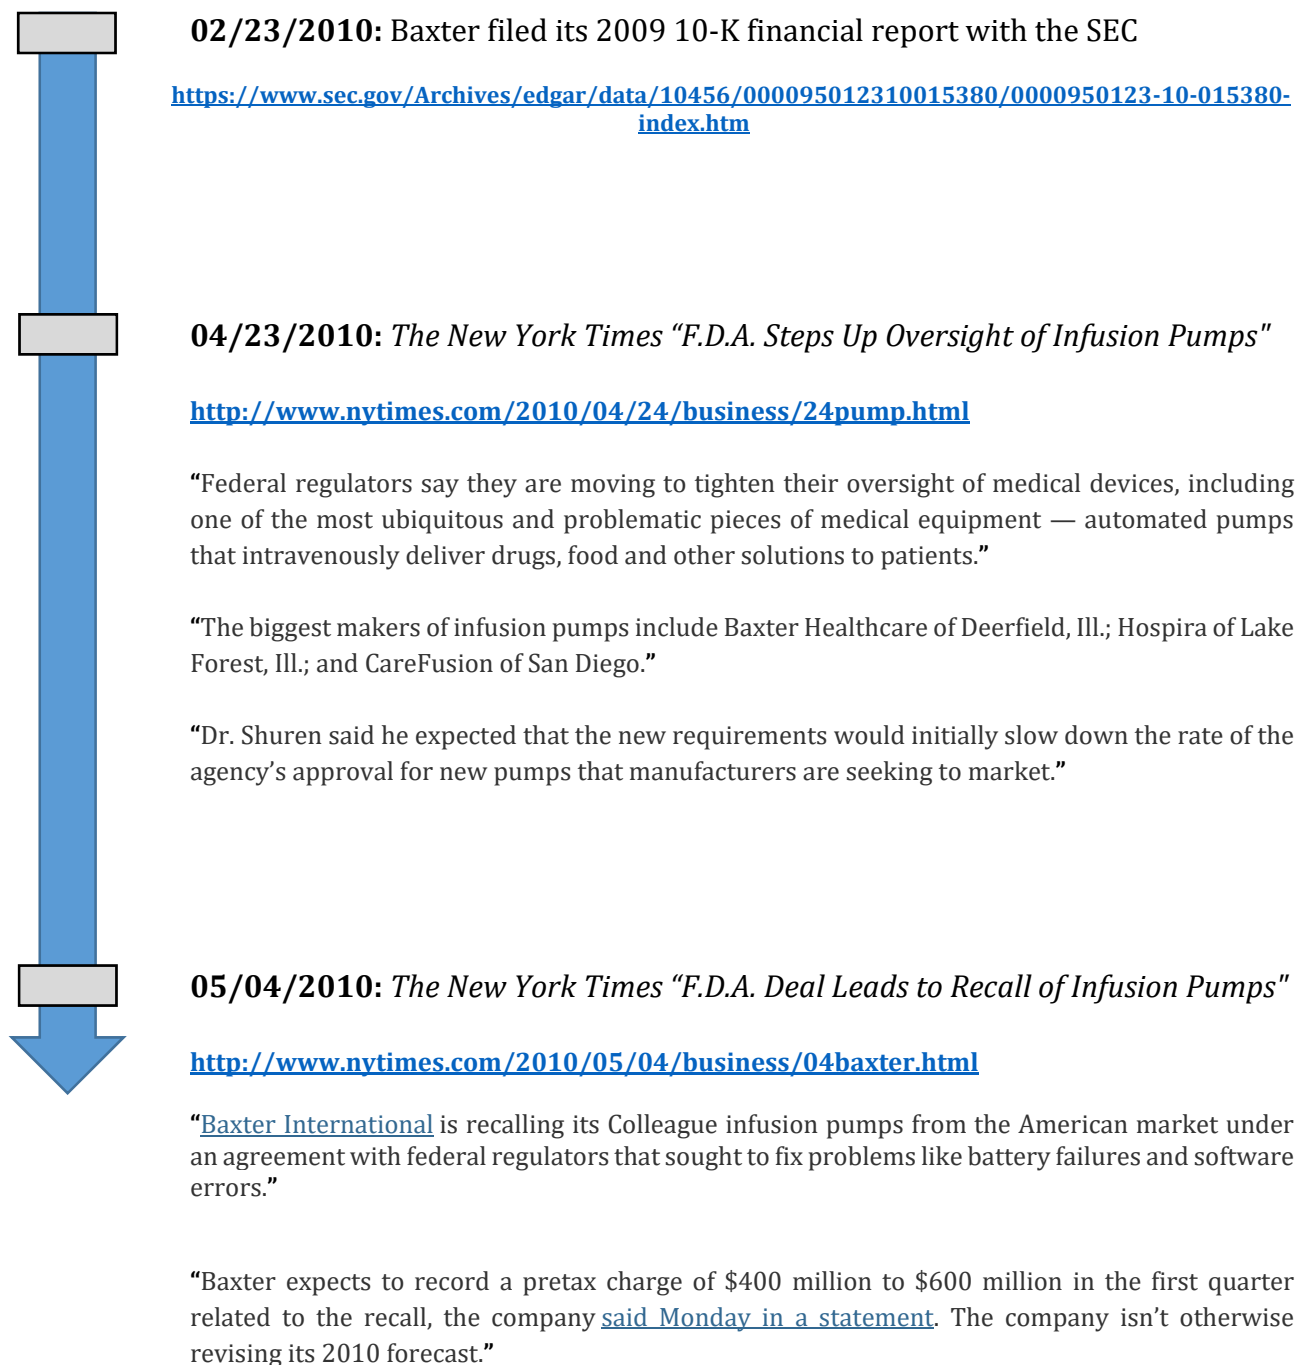 02/23/2010: Baxter filed its 2009 10-K financial report with the SEC
https://www.sec.gov/Archives/edgar/data/10456/000095012310015380/0000950123-10-015380-
index.htm
04/23/2010: The New York Times “F.D.A. Steps Up Oversight of Infusion Pumps"
http://www.nytimes.com/2010/04/24/business/24pump.html
“Federal regulators say they are moving to tighten their oversight of medical devices, including
one of the most ubiquitous and problematic pieces of medical equipment — automated pumps
that intravenously deliver drugs, food and other solutions to patients.”
“The biggest makers of infusion pumps include Baxter Healthcare of Deerfield, Ill.; Hospira of Lake
Forest, Ill.; and CareFusion of San Diego.”
“Dr. Shuren said he expected that the new requirements would initially slow down the rate of the
agency’s approval for new pumps that manufacturers are seeking to market.”
05/04/2010: The New York Times “F.D.A. Deal Leads to Recall of Infusion Pumps"
http://www.nytimes.com/2010/05/04/business/04baxter.html
“Baxter International is recalling its Colleague infusion pumps from the American market under
an agreement with federal regulators that sought to fix problems like battery failures and software
errors.”
“Baxter expects to record a pretax charge of $400 million to $600 million in the first quarter
related to the recall, the company said Monday in a statement. The company isn’t otherwise
revising its 2010 forecast.”